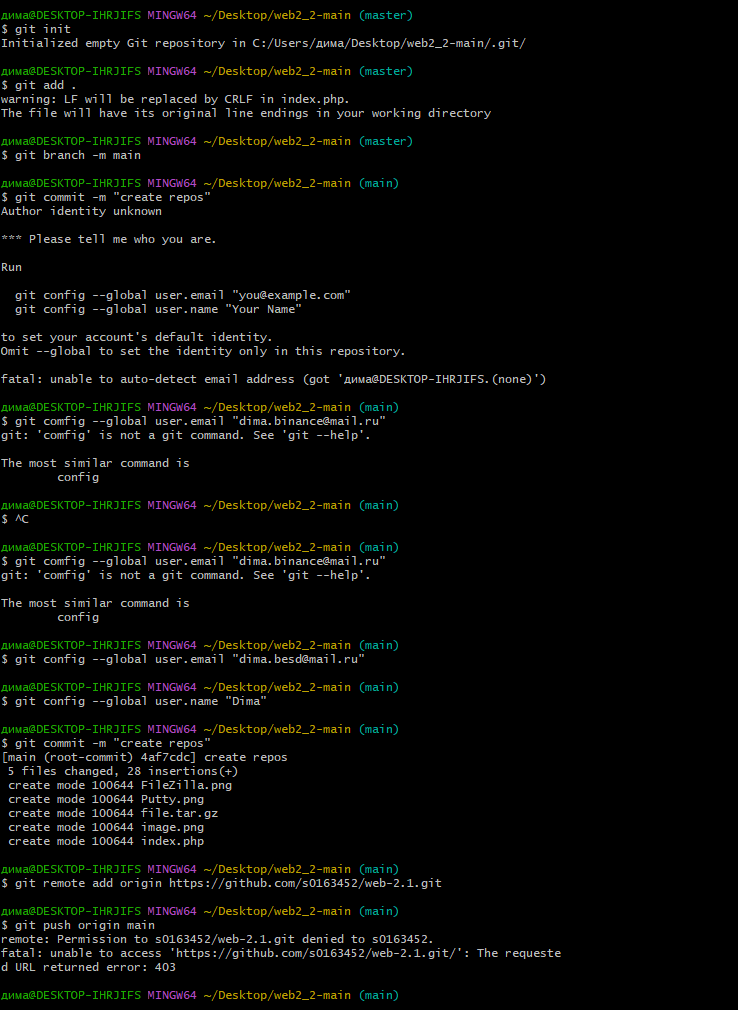 дима@DESKTOP-IHRJIFS MINGW64 ~/Desktop/web2_2-main (master)
$ git init
Initialized empty Git repository in C:/Users/дима/Desktop/web2_2-main/.git/
дима@DESKTOP-IHRJIFS MINGW64 ~/Desktop/web2_2-main (master)
$ git add .
warning: LF will be replaced by CRLF in index.php.
The file will have its original line endings in your working directory
дима@DESKTOP-IHRJIFS MINGW64 ~/Desktop/web2_2-main (master)
$ git branch -m main
дима@DESKTOP-IHRJIFS MINGW64 ~/Desktop/web2_2-main (main)
$ git commit -m "create repos"
Author identity unknown
*** Please tell me who you are.
Run
  git config --global user.email "you@example.com"
  git config --global user.name "Your Name"
to set your account's default identity.
Omit --global to set the identity only in this repository.
fatal: unable to auto-detect email address (got 'дима@DESKTOP-IHRJIFS.(none)')
дима@DESKTOP-IHRJIFS MINGW64 ~/Desktop/web2_2-main (main)
$ git comfig --global user.email "dima.binance@mail.ru"
git: 'comfig' is not a git command. See 'git --help'.
The most similar command is
        config
дима@DESKTOP-IHRJIFS MINGW64 ~/Desktop/web2_2-main (main)
$ ^C
дима@DESKTOP-IHRJIFS MINGW64 ~/Desktop/web2_2-main (main)
$ git comfig --global user.email "dima.binance@mail.ru"
git: 'comfig' is not a git command. See 'git --help'.
The most similar command is
        config
дима@DESKTOP-IHRJIFS MINGW64 ~/Desktop/web2_2-main (main)
$ git config --global user.email "dima.besd@mail.ru"
дима@DESKTOP-IHRJIFS MINGW64 ~/Desktop/web2_2-main (main)
$ git config --global user.name "Dima"
дима@DESKTOP-IHRJIFS MINGW64 ~/Desktop/web2_2-main (main)
$ git commit -m "create repos"
[main (root-commit) 4af7cdc] create repos
 5 files changed, 28 insertions(+)
 create mode 100644 FileZilla.png
 create mode 100644 Putty.png
 create mode 100644 file.tar.gz
 create mode 100644 image.png
 create mode 100644 index.php
дима@DESKTOP-IHRJIFS MINGW64 ~/Desktop/web2_2-main (main)
$ git remote add origin https://github.com/s0163452/web-2.1.git
дима@DESKTOP-IHRJIFS MINGW64 ~/Desktop/web2_2-main (main)
$ git push origin main
remote: Permission to s0163452/web-2.1.git denied to s0163452.
fatal: unable to access 'https://github.com/s0163452/web-2.1.git/': The requeste
d URL returned error: 403
дима@DESKTOP-IHRJIFS MINGW64 ~/Desktop/web2_2-main (main)